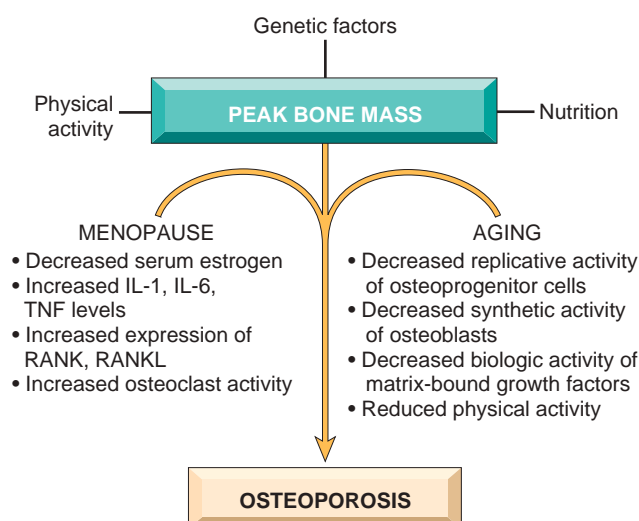 Genetic factors
Physical
activity
PEAK BONE MASS
Nutrition
MENOPAUSE
• Decreased serum estrogen
• Increased IL-1, IL-6,
TNF levels
• Increased expression of
RANK, RANKL
• Increased osteoclast activity
AGING
• Decreased replicative activity
of osteoprogenitor cells
• Decreased synthetic activity
of osteoblasts
• Decreased biologic activity of
matrix-bound growth factors
• Reduced physical activity
OSTEOPOROSIS